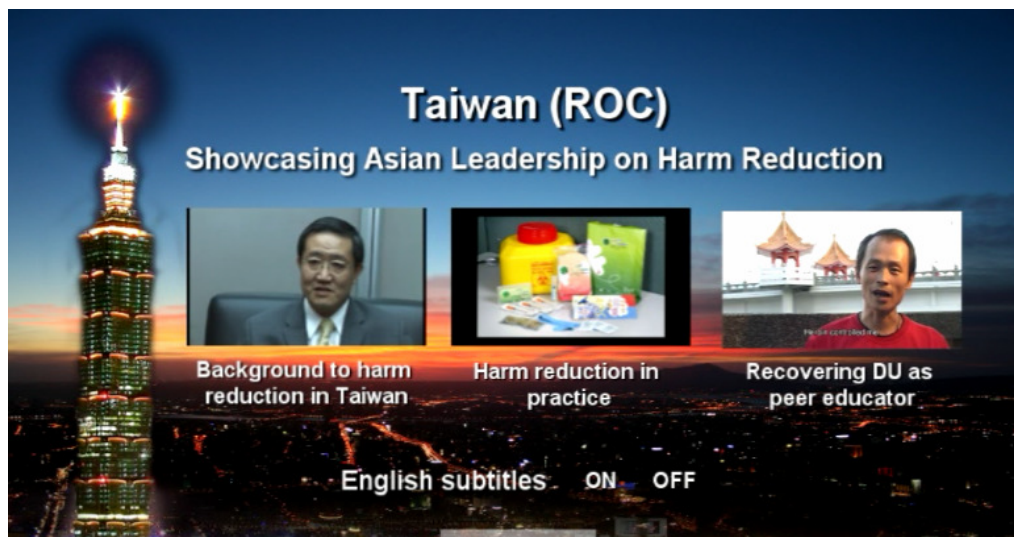 Taiwan (ROC)
Showcasing Asian Leadership on Harm Reduction
Background to harm
reduction in Taiwan
Harm reduction in
practice
Recovering DU as
peer educator
English subtitles ON OFF